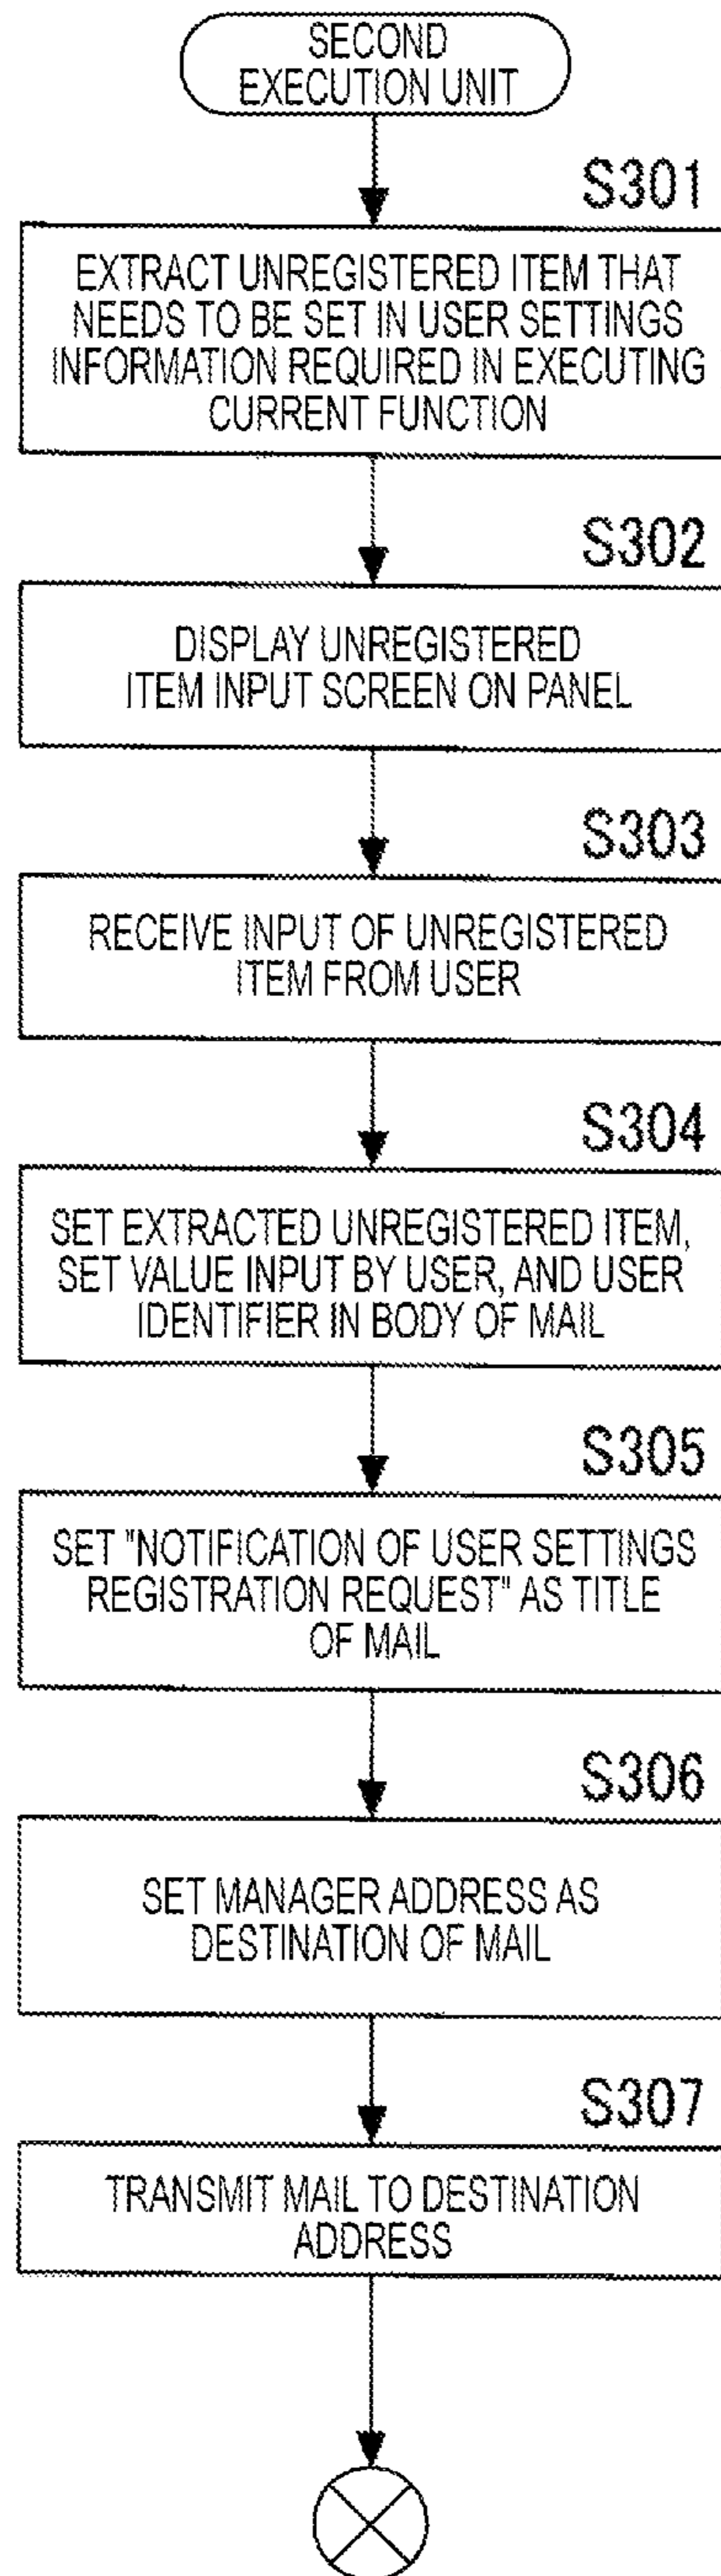 SECOND
EXECUTION UNIT
S301
EXTRACT UNREGISTERED ITEM THAT
NEEDS TO BE SET IN USER SETTINGS
INFORMATION REQUIRED IN EXECUTING
CURRENT FUNCTION
S302
DISPLAY UNREGISTERED
ITEM INPUT SCREEN ON PANEL
S303
RECEIVE INPUT OF UNREGISTERED
ITEM FROM USER
S304
SET EXTRACTED UNREGISTERED ITEM,
SET VALUE INPUT BY USER, AND USER
IDENTIFIER IN BODY OF MAIL
S305
SET "NOTIFICATION OF USER SETTINGS
REGISTRATION REQUEST" AS TITLE
OF MAIL
S306
SET MANAGER ADDRESS AS
DESTINATION OF MAIL
S307
TRANSMIT MAIL TO DESTINATION
ADDRESS